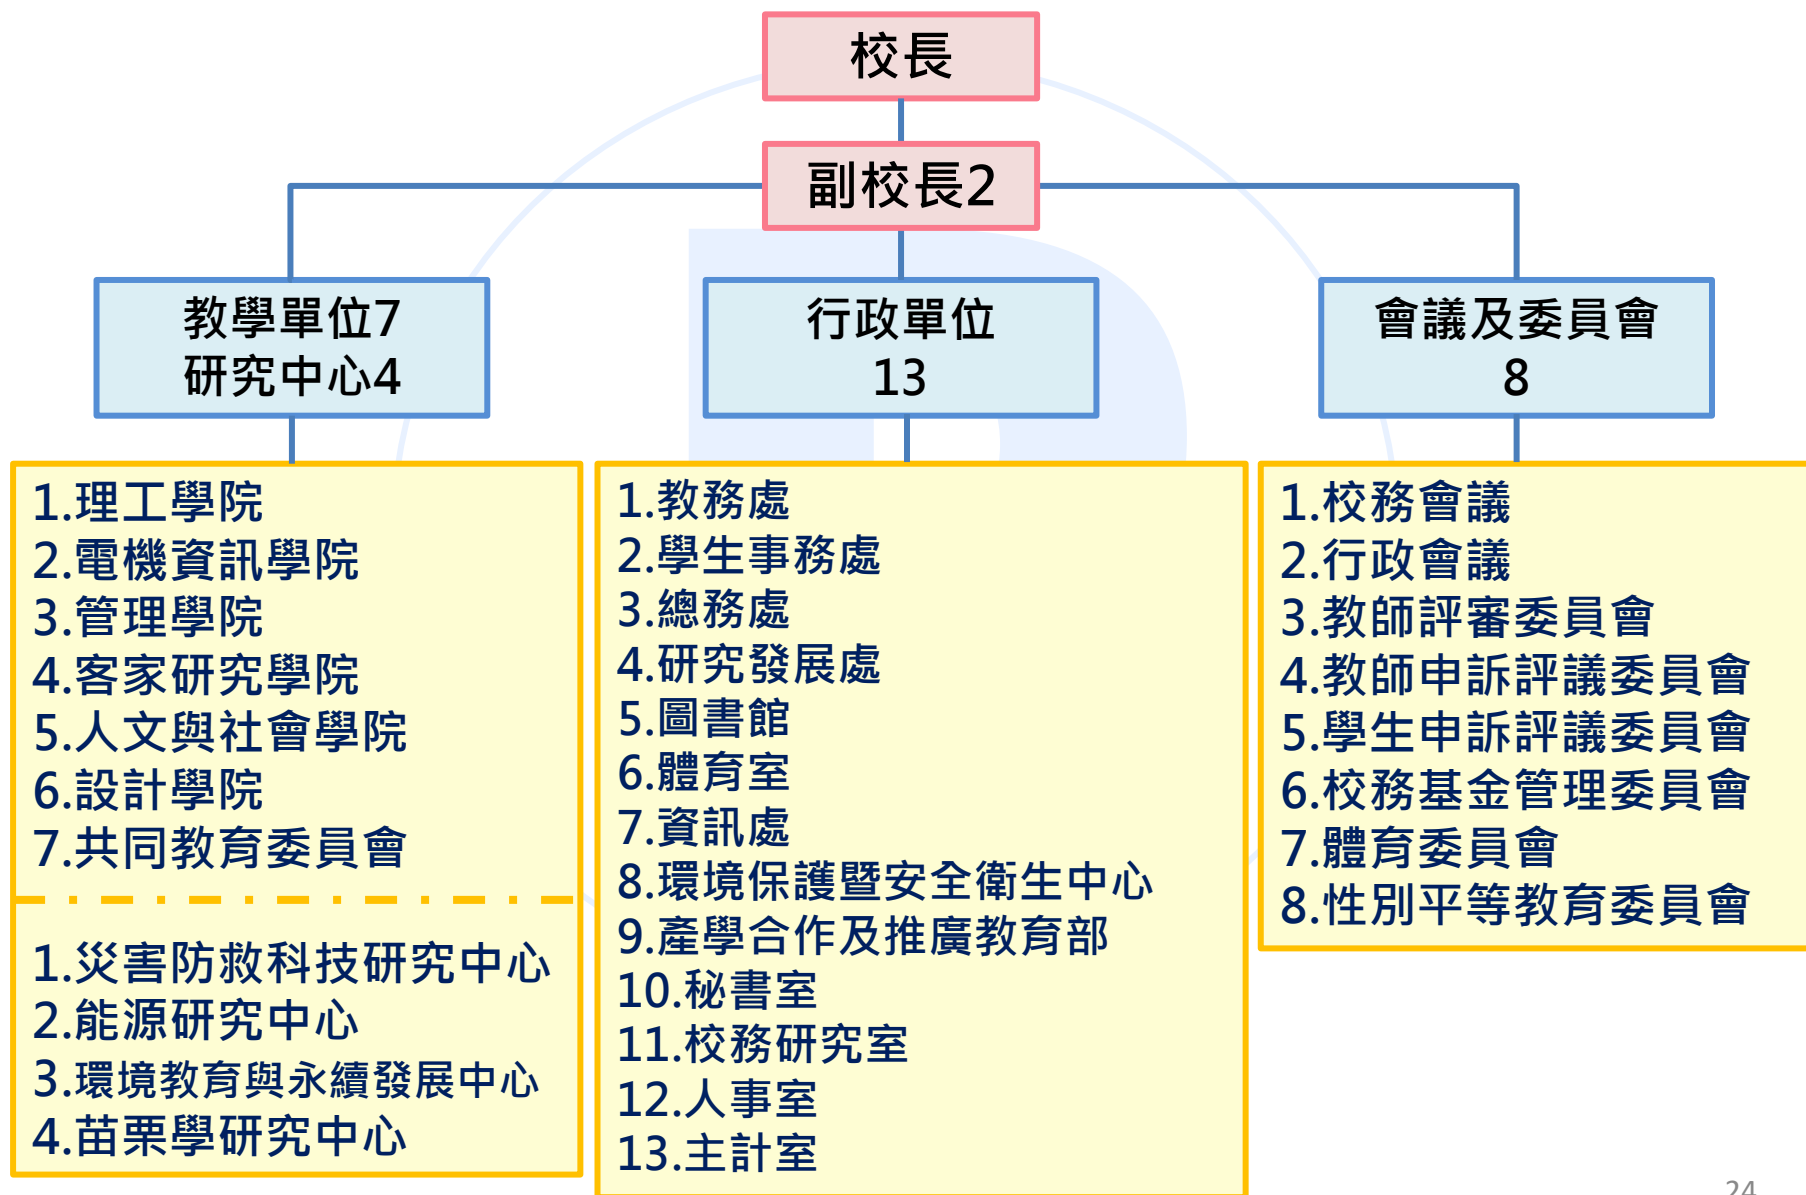 校長
副校長2
教學單位7
研究中心4
行政單位
13
會議及委員會
8
1.理工學院
2.電機資訊學院
3.管理學院
4.客家研究學院
5.人文與社會學院
6.設計學院
7.共同教育委員會
1.災害防救科技研究中心
2.能源研究中心
3.環境教育與永續發展中心
4.苗栗學研究中心
1.教務處
2.學生事務處
3.總務處
4.研究發展處
5.圖書館
6.體育室
7.資訊處
8.環境保護暨安全衛生中心
9.產學合作及推廣教育部
10.秘書室
11.校務研究室
12.人事室
13.主計室
1.校務會議
2.行政會議
3.教師評審委員會
4.教師申訴評議委員會
5.學生申訴評議委員會
6.校務基金管理委員會
7.體育委員會
8.性別平等教育委員會
24